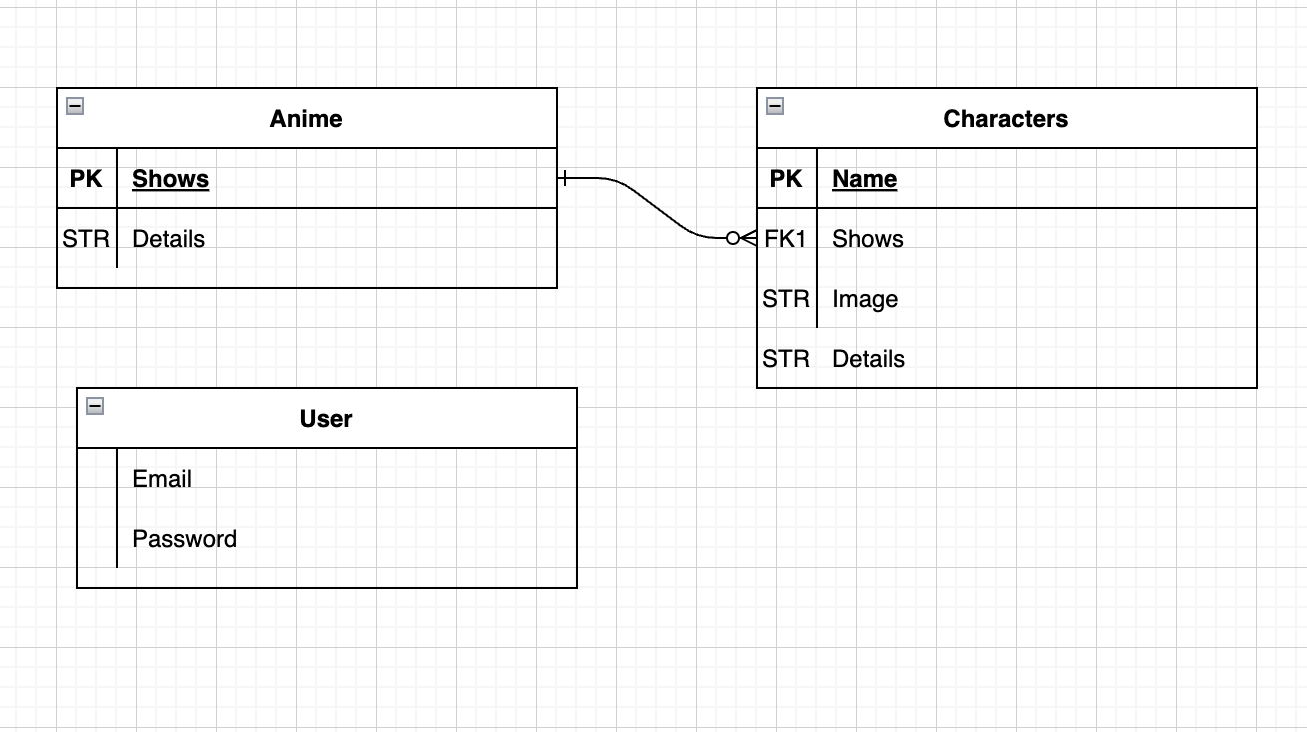 Anime
PK Shows
STR Details
Characters
PK Name
FK1 Shows
STR Image
STR Details
User
Email
Password